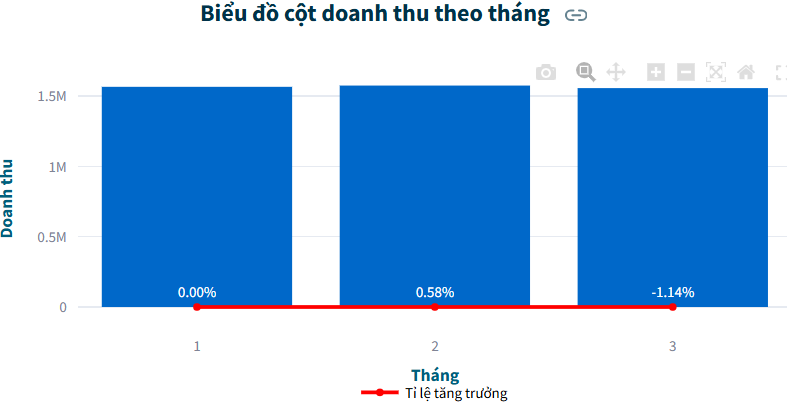 Biểu đồ cột doanh thu theo tháng
1.5M
1M
0.5M
0
Doanh thu
0.00%
0.58%
-1.14%
1
2
3
Tháng
Tỉ lệ tăng trưởng